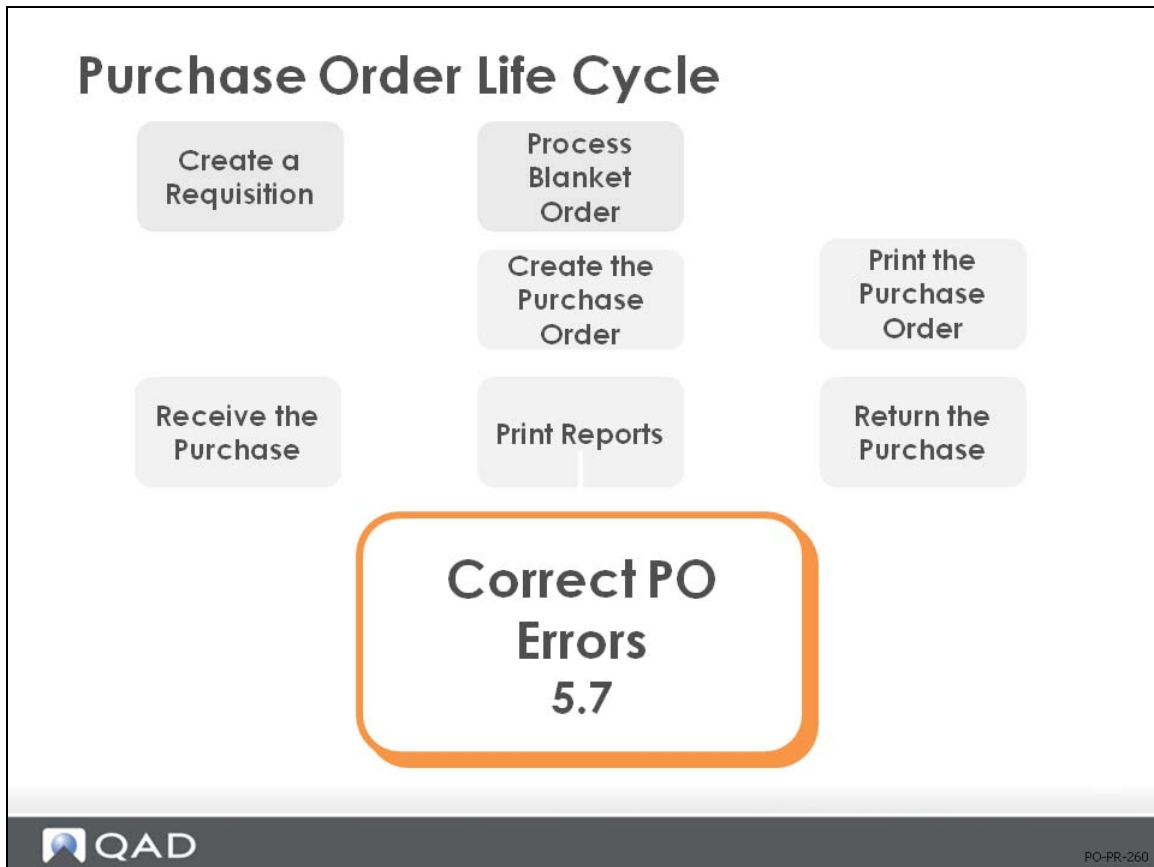 Purchase Order Life Cycle
Create a
Requisition
Process
Blanket
Order
Create the
Purchase
Order
Print the
Purchase
Order
Receive the
Purchase
Print Reports
Return the
Purchase
Correct PO
Errors
5.7
QAD
PO-PR-260